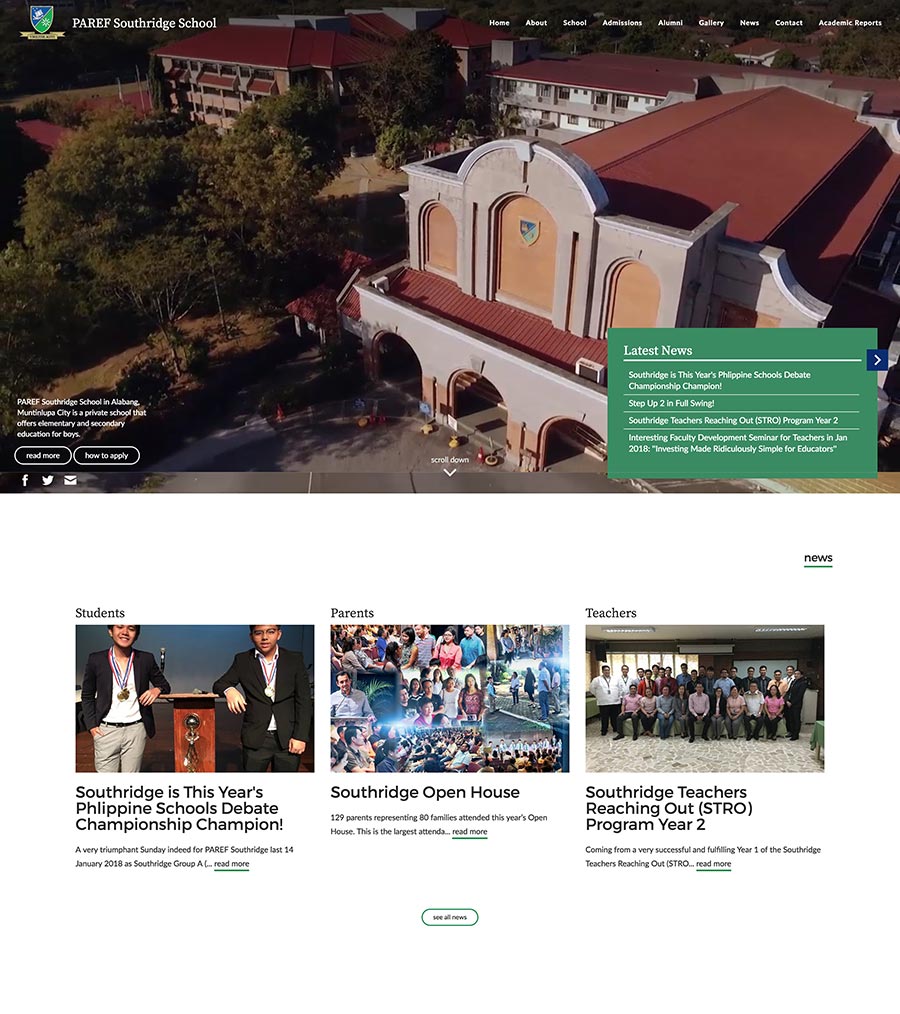 PAREF Southridge School
Home About School Admissions Alumni Gallery News Contact Academic Reports
PAREF Southridge School in Alabang,
Muntinlupa City is a private school that
offers elementary and secondary
education for boys.
read more how to apply
scroll down
Latest News
Southridge is This Year's Phlippine Schools Debate
Championship Champion!
Step Up 2 in Full Swing!
Southridge Teachers Reaching Out (STRO) Program Year 2
Interesting Faculty Development Seminar for Teachers in Jan
2018: "Investing Made Ridiculously Simple for Educators"
news
Students
Southridge is This Year's
Phlippine Schools Debate
Championship Champion!
A very triumphant Sunday indeed for PAREF Southridge last 14
January 2018 as Southridge Group A (... read more
Parents
Southridge Open House
129 parents representing 80 families attended this year's Open
House. This is the largest attenda... read more
Teachers
Southridge Teachers
Reaching Out (STRO)
Program Year 2
Coming from a very successful and fulfilling Year 1 of the Southridge
Teachers Reaching Out (STRO... read more
see all news